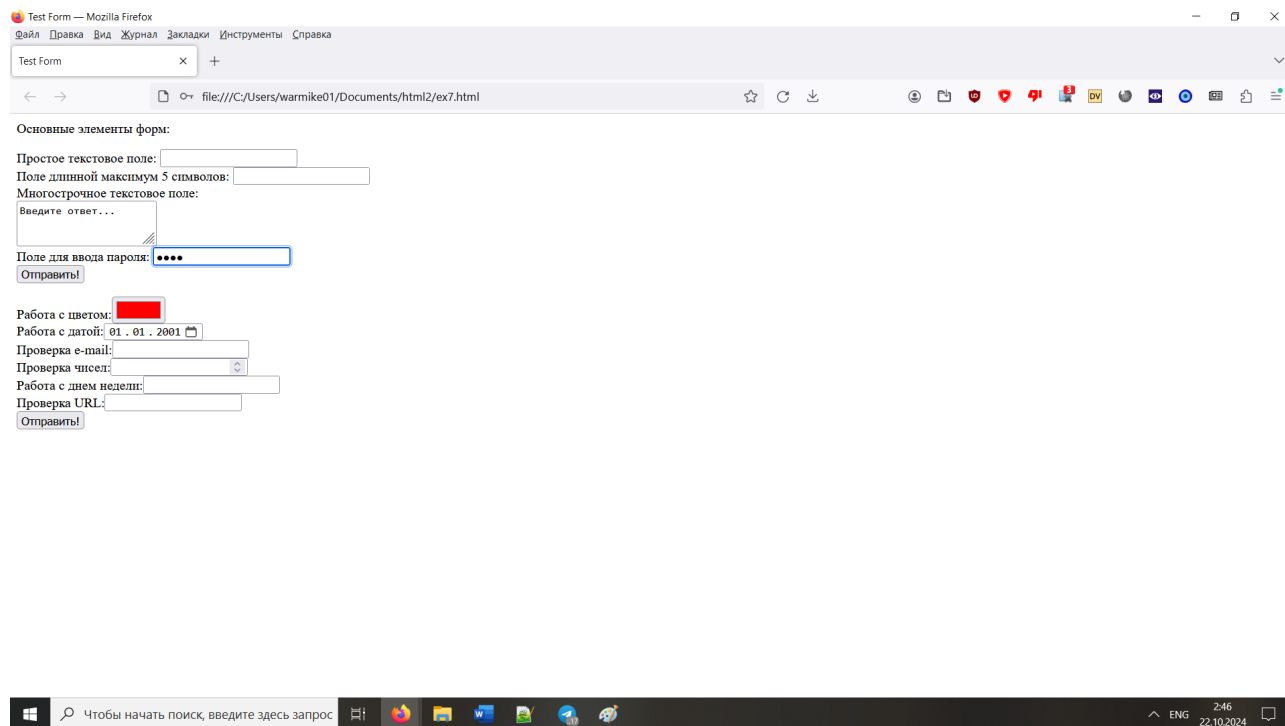 Test Form — Mozilla Firefox
Файл Правка Вид Журнал Закладки Инструменты Справка
Test Form
file:///C:/Users/warmike01/Documents/html2/ex7.html
3
DV
Основные элементы форм:
Простое текстовое поле:
Поле длинной максимум 5 символов:
Многострочное текстовое поле:
Введите ответ...
Поле для ввода пароля: ●●●●
Отправить!
Работа с цветом:
Работа с датой: 01.01.2001
Проверка e-mail:
Проверка чисел:
Работа с днем недели:
Проверка URL:
Отправить!
Чтобы начать поиск, введите здесь запрос
ENG
2:46
22.10.2024